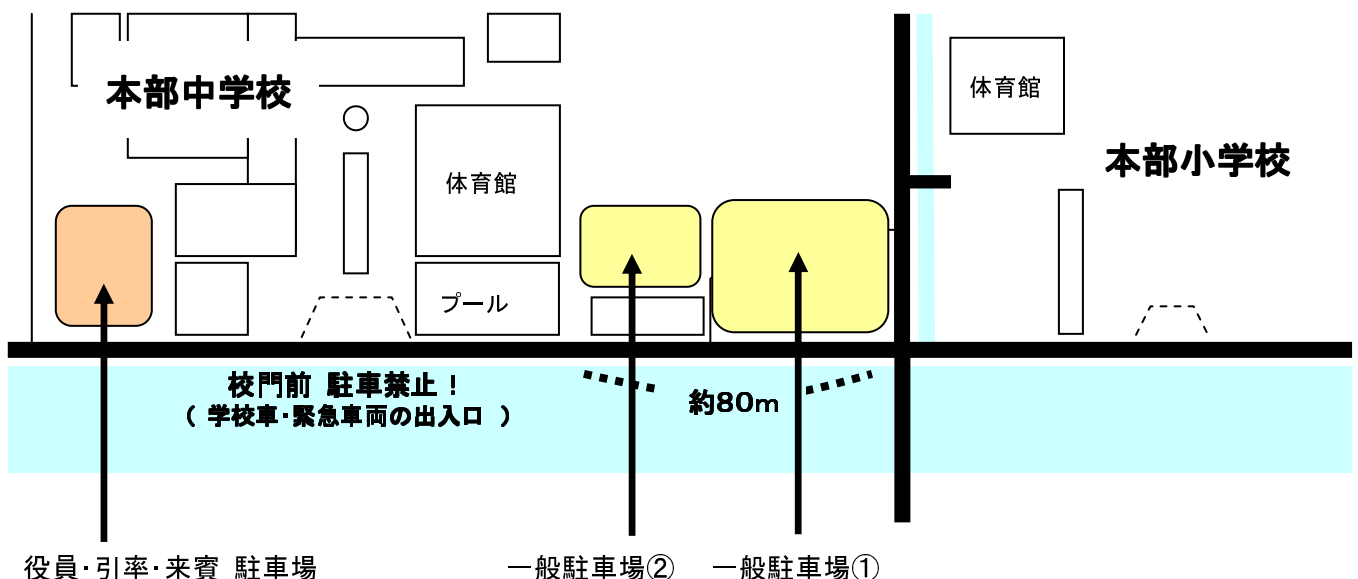 本部中学校
体育館
プール
体育館
本部小学校
校門前 駐車禁止！
（ 学校車・緊急車両の出入口 ）
約80m
役員・引率・来賓 駐車場
一般駐車場②
一般駐車場①